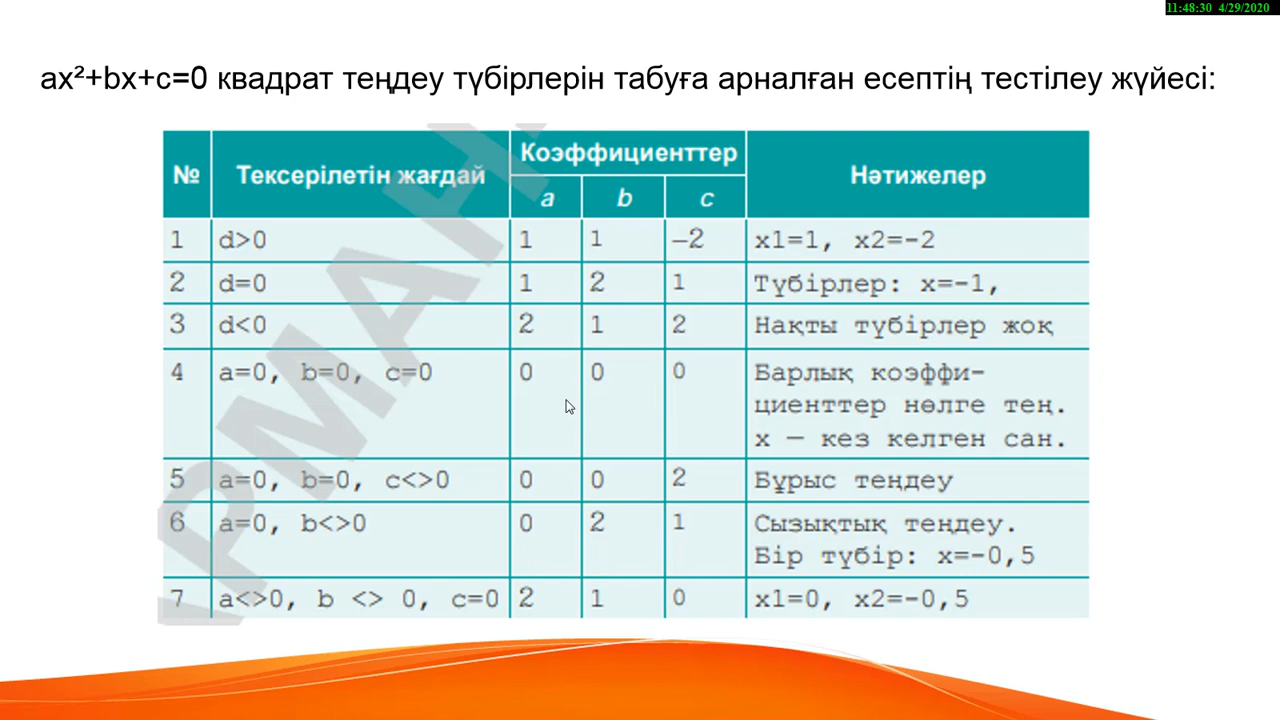 11:48:30 4/29/2020
ax²+bx+c=0 квадрат теңдеу түбірлерін табуға арналған есептің тестілеу жүйесі:
№ Тексерілетін жағдай Коэффициенттер Нәтижелер
a b c
1 d>0 1 1 –2 x1=1, x2=-2
2 d=0 1 2 1 Түбірлер: x=-1,
3 d<0 2 1 2 Нақты түбірлер жоқ
4 a=0, b=0, c=0 0 0 0 Барлық коэффи-
циенттер нөлге тең.
x – кез келген сан.
5 a=0, b=0, c<>0 0 0 2 Бұрыс теңдеу
6 a=0, b<>0 0 2 1 Сызықтық теңдеу.
Бір түбір: x=-0,5
7 a<>0, b <> 0, c=0 2 1 0 x1=0, x2=-0,5